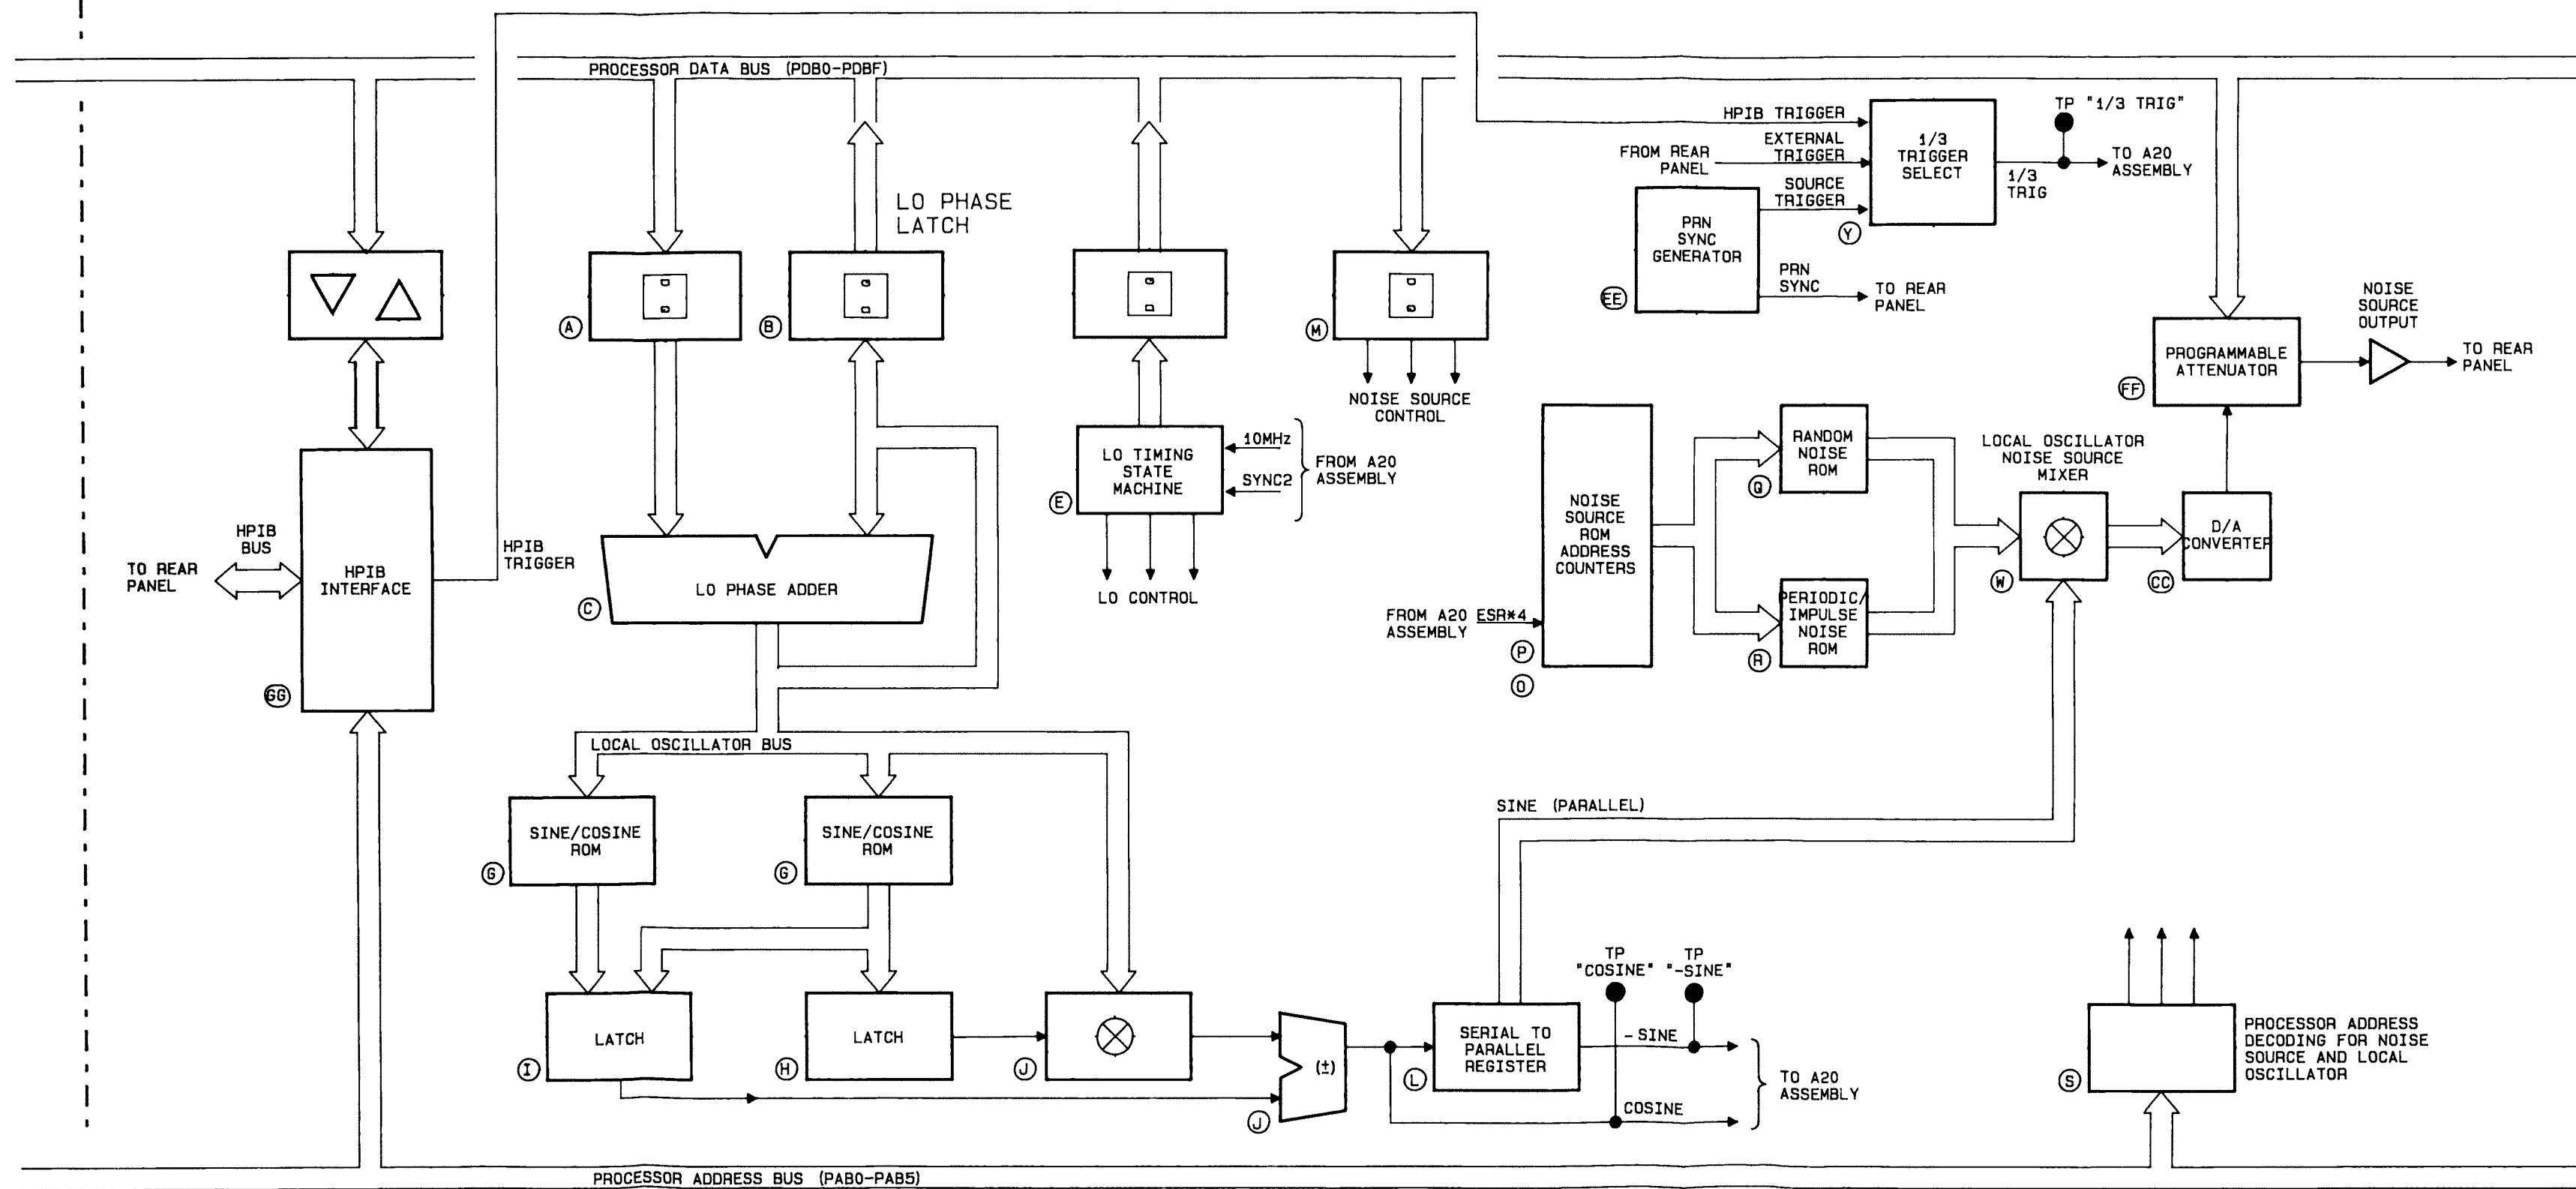 PROCESSOR DATA BUS (PDB0-PDBF)
LO PHASE
LATCH
A
B
M
HPIB TRIGGER
EXTERNAL
TRIGGER
FROM REAR
PANEL
SOURCE
TRIGGER
1/3
TRIGGER
SELECT
Y
TP "1/3 TRIG"
TO A20
ASSEMBLY
1/3
TRIG
PRN
SYNC
GENERATOR
EE
PRN
SYNC
TO REAR
PANEL
NOISE
SOURCE
OUTPUT
PROGRAMMABLE
ATTENUATOR
FF
TO REAR
PANEL
NOISE SOURCE
CONTROL
LO TIMING
STATE
MACHINE
E
10MHz
SYNC2
FROM A20
ASSEMBLY
LO CONTROL
HPIB
BUS
TO REAR
PANEL
HPIB
INTERFACE
GG
HPIB
TRIGGER
LO PHASE ADDER
C
NOISE
SOURCE
ROM
ADDRESS
COUNTERS
FROM A20 ESR*4
ASSEMBLY
P
O
RANDOM
NOISE
ROM
Q
PERIODIC/
IMPULSE
NOISE
ROM
R
LOCAL OSCILLATOR
NOISE SOURCE
MIXER
W
D/A
CONVERTER
CC
LOCAL OSCILLATOR BUS
SINE/COSINE
ROM
G
SINE/COSINE
ROM
G
SINE (PARALLEL)
LATCH
I
LATCH
H
J
(±)
J
SERIAL TO
PARALLEL
REGISTER
L
TP
"COSINE"
TP
"-SINE"
-SINE
COSINE
TO A20
ASSEMBLY
S
PROCESSOR ADDRESS
DECODING FOR NOISE
SOURCE AND LOCAL
OSCILLATOR
PROCESSOR ADDRESS BUS (PAB0-PAB5)